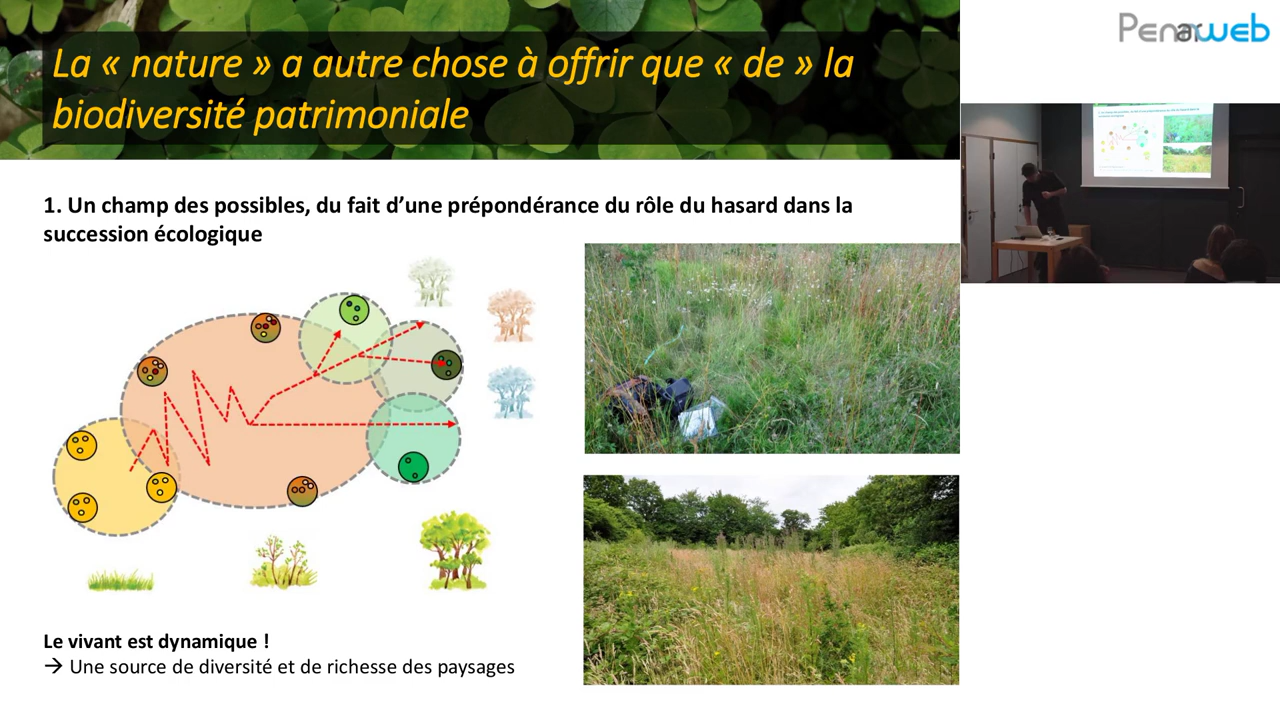 La « nature » a autre chose à offrir que « de » la
biodiversité patrimoniale
Penarweb
1. Un champ des possibles, du fait d’une prépondérance du rôle du hasard dans la
succession écologique
Le vivant est dynamique !
→ Une source de diversité et de richesse des paysages